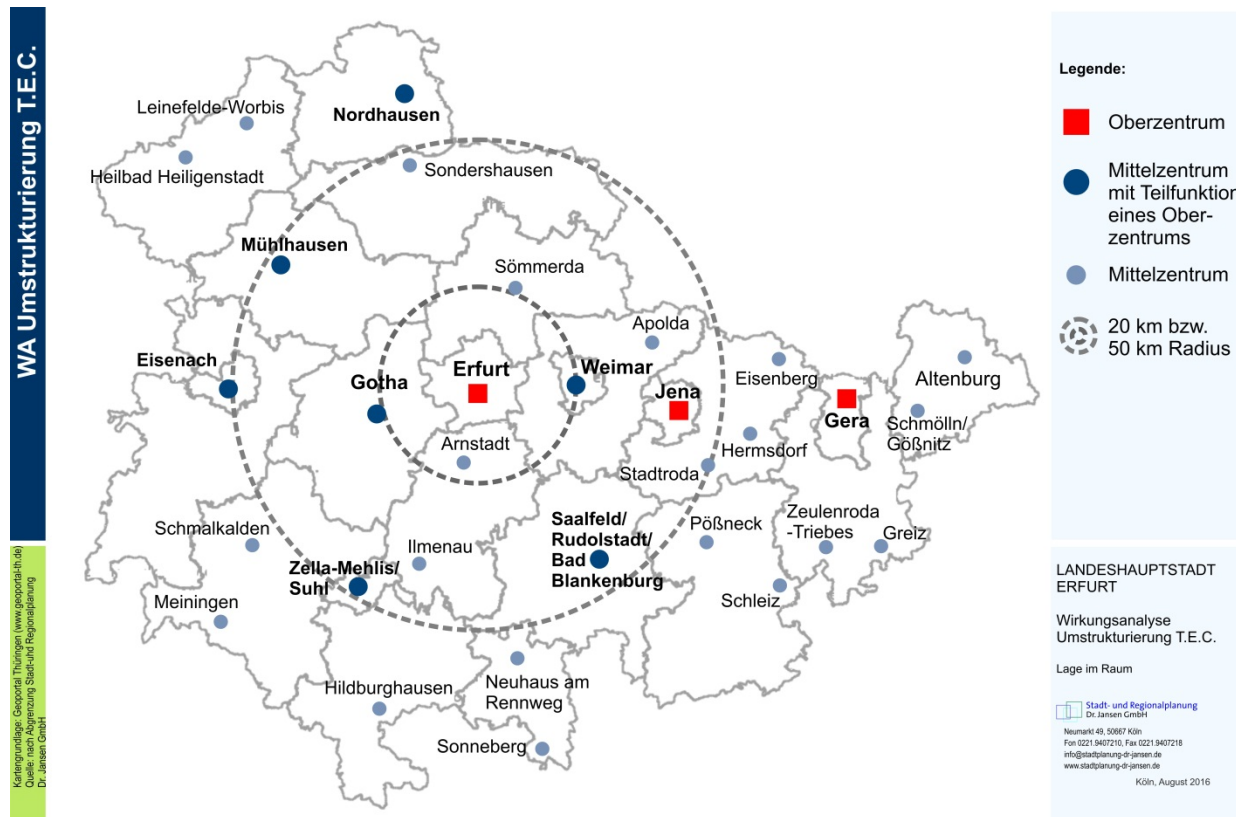 WA Umstrukturierung T.E.C.
Kartengrundlage: Geoportal Thüringen (www.geoportal-th.de)
Quelle: nach Abgrenzung Stadt-uhd Regionalplanung
Dr. Jansen GmbH
Leinefelde-Worbis
Nordhausen
Heilbad Heiligenstadt
Sondershausen
Mühlhausen
Sömmerda
Apolda
Eisenach
Gotha
Erfurt
Weimar
Jena
Eisenberg
Gera
Altenburg
Schmölln/
Gößnitz
Arnstadt
Stadtroda
Hermsdorf
Schmalkalden
Ilmenau
Saalfeld/
Rudolstadt/
Bad
Blankenburg
Pößneck
Zeulenroda
-Triebes
Greiz
Zella-Mehlis/
Suhl
Schleiz
Meiningen
Hildburghausen
Neuhaus am
Rennweg
Sonneberg
Legende:
Oberzentrum
Mittelzentrum
mit Teilfunktion
eines Ober-
zentrums
Mittelzentrum
20 km bzw.
50 km Radius
LANDESHAUPTSTADT
ERFURT
Wirkungsanalyse
Umstrukturierung T.E.C.
Lage im Raum
Stadt- und Regionalplanung
Dr. Jansen GmbH
Neumarkt 49, 50667 Köln
Fon 0221.9407210, Fax 0221.9407218
info@stadtplanung-dr-jansen.de
www.stadtplanung-dr-jansen.de
Köln, August 2016